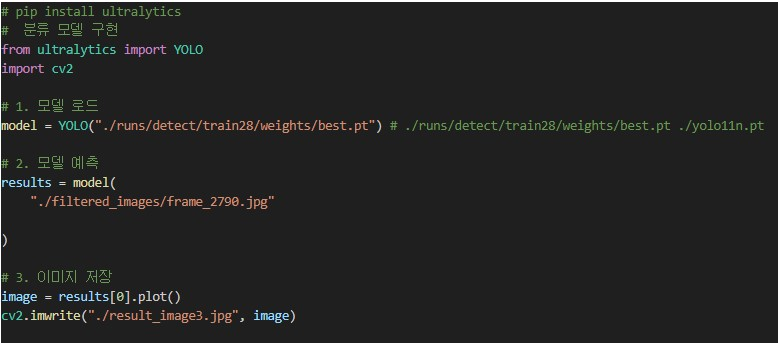 # pip install ultralytics
#  분류 모델 구현
from ultralytics import YOLO
import cv2

# 1. 모델 로드
model = YOLO("./runs/detect/train28/weights/best.pt") # ./runs/detect/train28/weights/best.pt ./yolo11n.pt

# 2. 모델 예측
results = model(
    "./filtered_images/frame_2790.jpg"

)

# 3. 이미지 저장
image = results[0].plot()
cv2.imwrite("./result_image3.jpg", image)